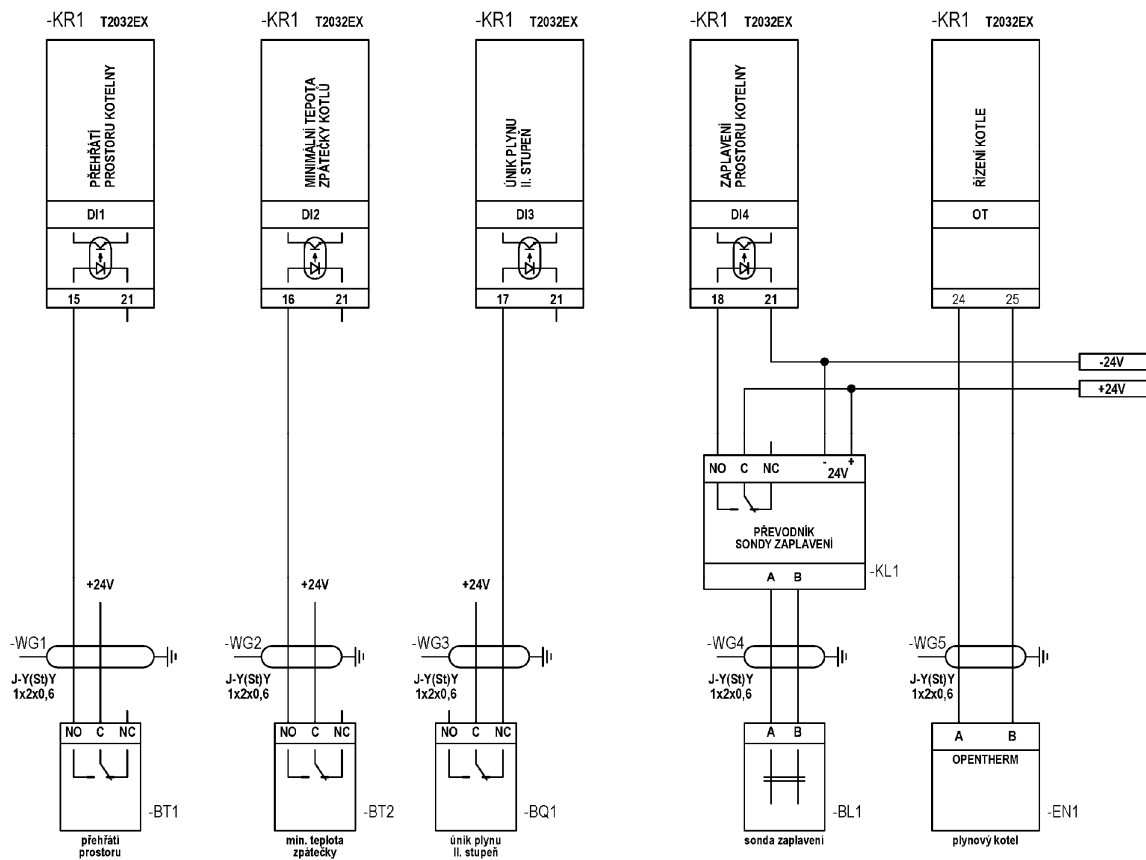 -KR1 T2032EX
-KR1 T2032EX
-KR1 T2032EX
-KR1 T2032EX
-KR1 T2032EX
PŘEHŘÁTÍ
PROSTORU KOTELNY
MINIMÁLNÍ TEPOTA
ZPÁTEČKY KOTLŮ
ÚNIK PLYNU
II. STUPEŇ
ZAPLAVENÍ
PROSTORU KOTELNY
ŘÍZENÍ KOTLE
DI1
DI2
DI3
DI4
OT
15 21
16 21
17 21
18 21
24 25
-24V
+24V
NO C NC - +
24V
PŘEVODNÍK
SONDY ZAPLAVENÍ
A B
-KL1
+24V
+24V
+24V
-WG1
-WG2
-WG3
-WG4
-WG5
J-Y(St)Y
1x2x0,6
J-Y(St)Y
1x2x0,6
J-Y(St)Y
1x2x0,6
J-Y(St)Y
1x2x0,6
J-Y(St)Y
1x2x0,6
NO C NC
NO C NC
NO C NC
A B
A B
OPENTHERM
-BT1
-BT2
-BQ1
-BL1
-EN1
přehřátí
prostoru
min. teplota
zpátečky
únik plynu
II. stupeň
sonda zaplavení
plynový kotel